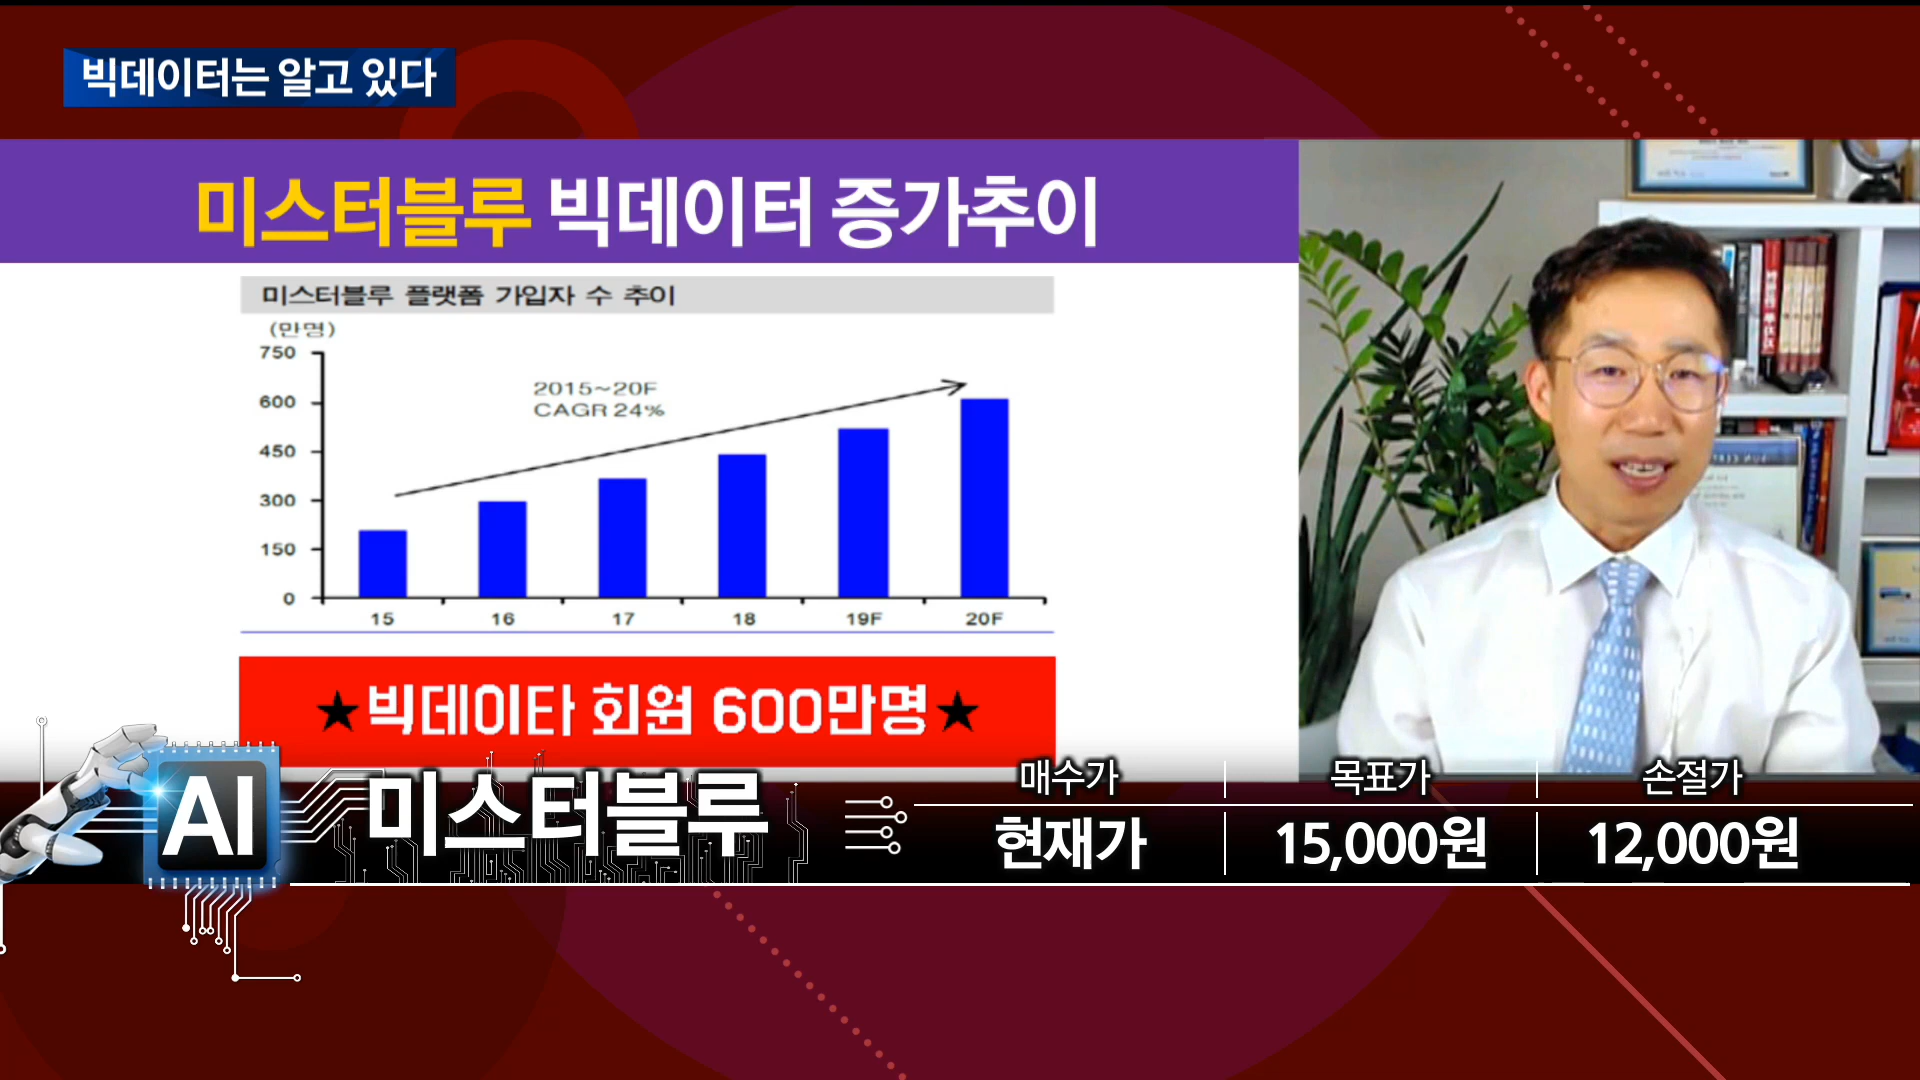 빅데이터는 알고 있다
미스터블루 빅데이터 증가추이
미스터블루 플랫폼 가입자 수 추이
(만명)
750
600
450
300
150
0
2015~20F
CAGR 24%
15 16 17 18 19F 20F
★빅데이타 회원 600만명★
AI
미스터블루
매수가 목표가 손절가
현재가 15,000원 12,000원